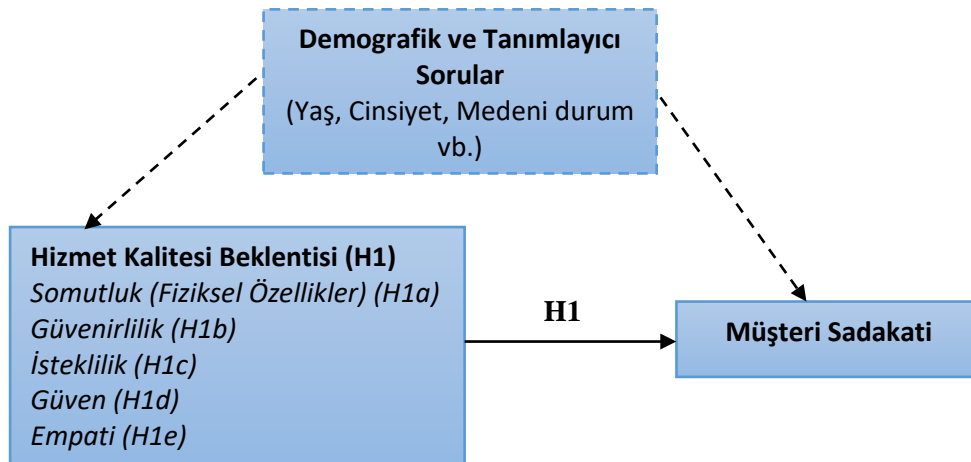 Demografik ve Tanımlayıcı
Sorular
(Yaş, Cinsiyet, Medeni durum
vb.)
Hizmet Kalitesi Beklentisi (H1)
Somutluk (Fiziksel Özellikler) (H1a)
Güvenirlilik (H1b)
İsteklilik (H1c)
Güven (H1d)
Empati (H1e)
H1
Müşteri Sadakati